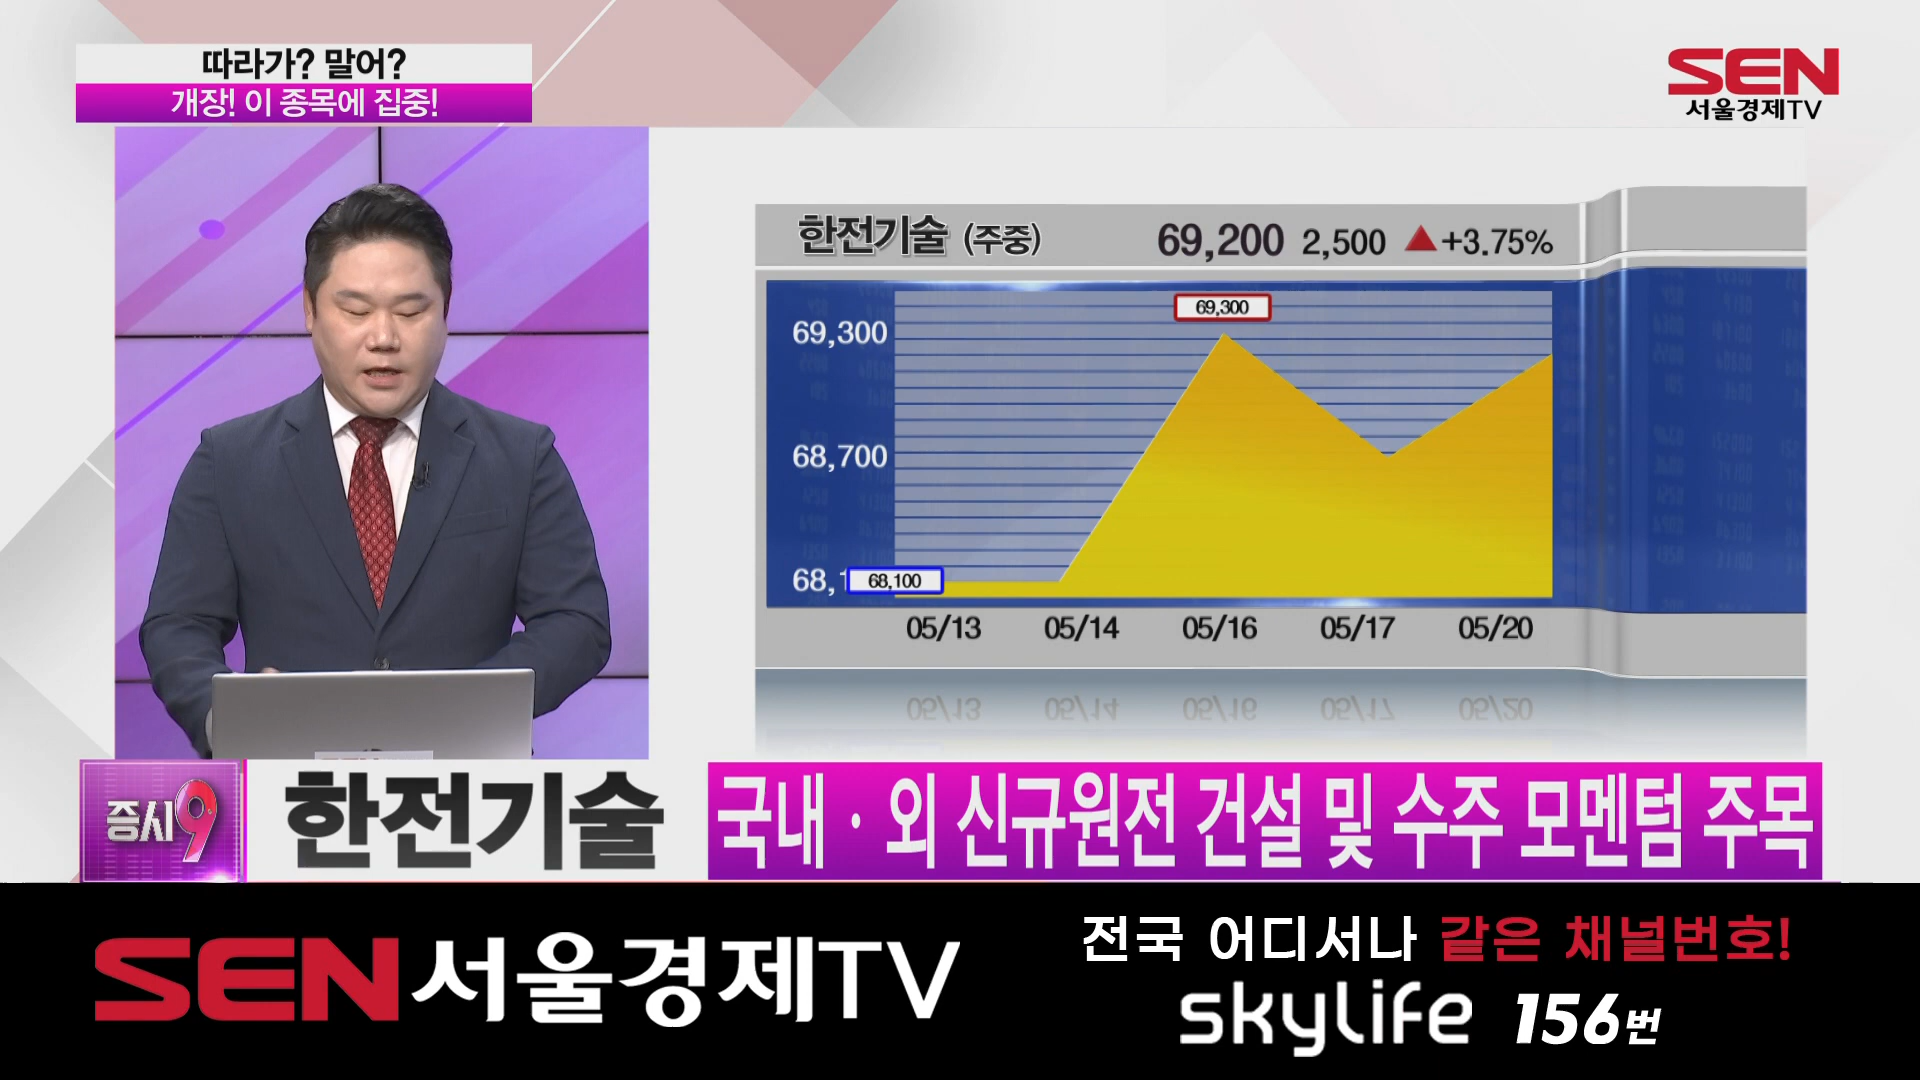 따라가? 말어?
개장! 이 종목에 집중!
SEN
서울경제TV
한전기술 (주중) 69,200 2,500 ▲+3.75%
69,300
69,300
68,700
68,1
68,100
05/13 05/14 05/16 05/17 05/20
증시9
한전기술
국내 · 외 신규원전 건설 및 수주 모멘텀 주목
SEN서울경제TV
전국 어디서나 같은 채널번호!
skylife 156번